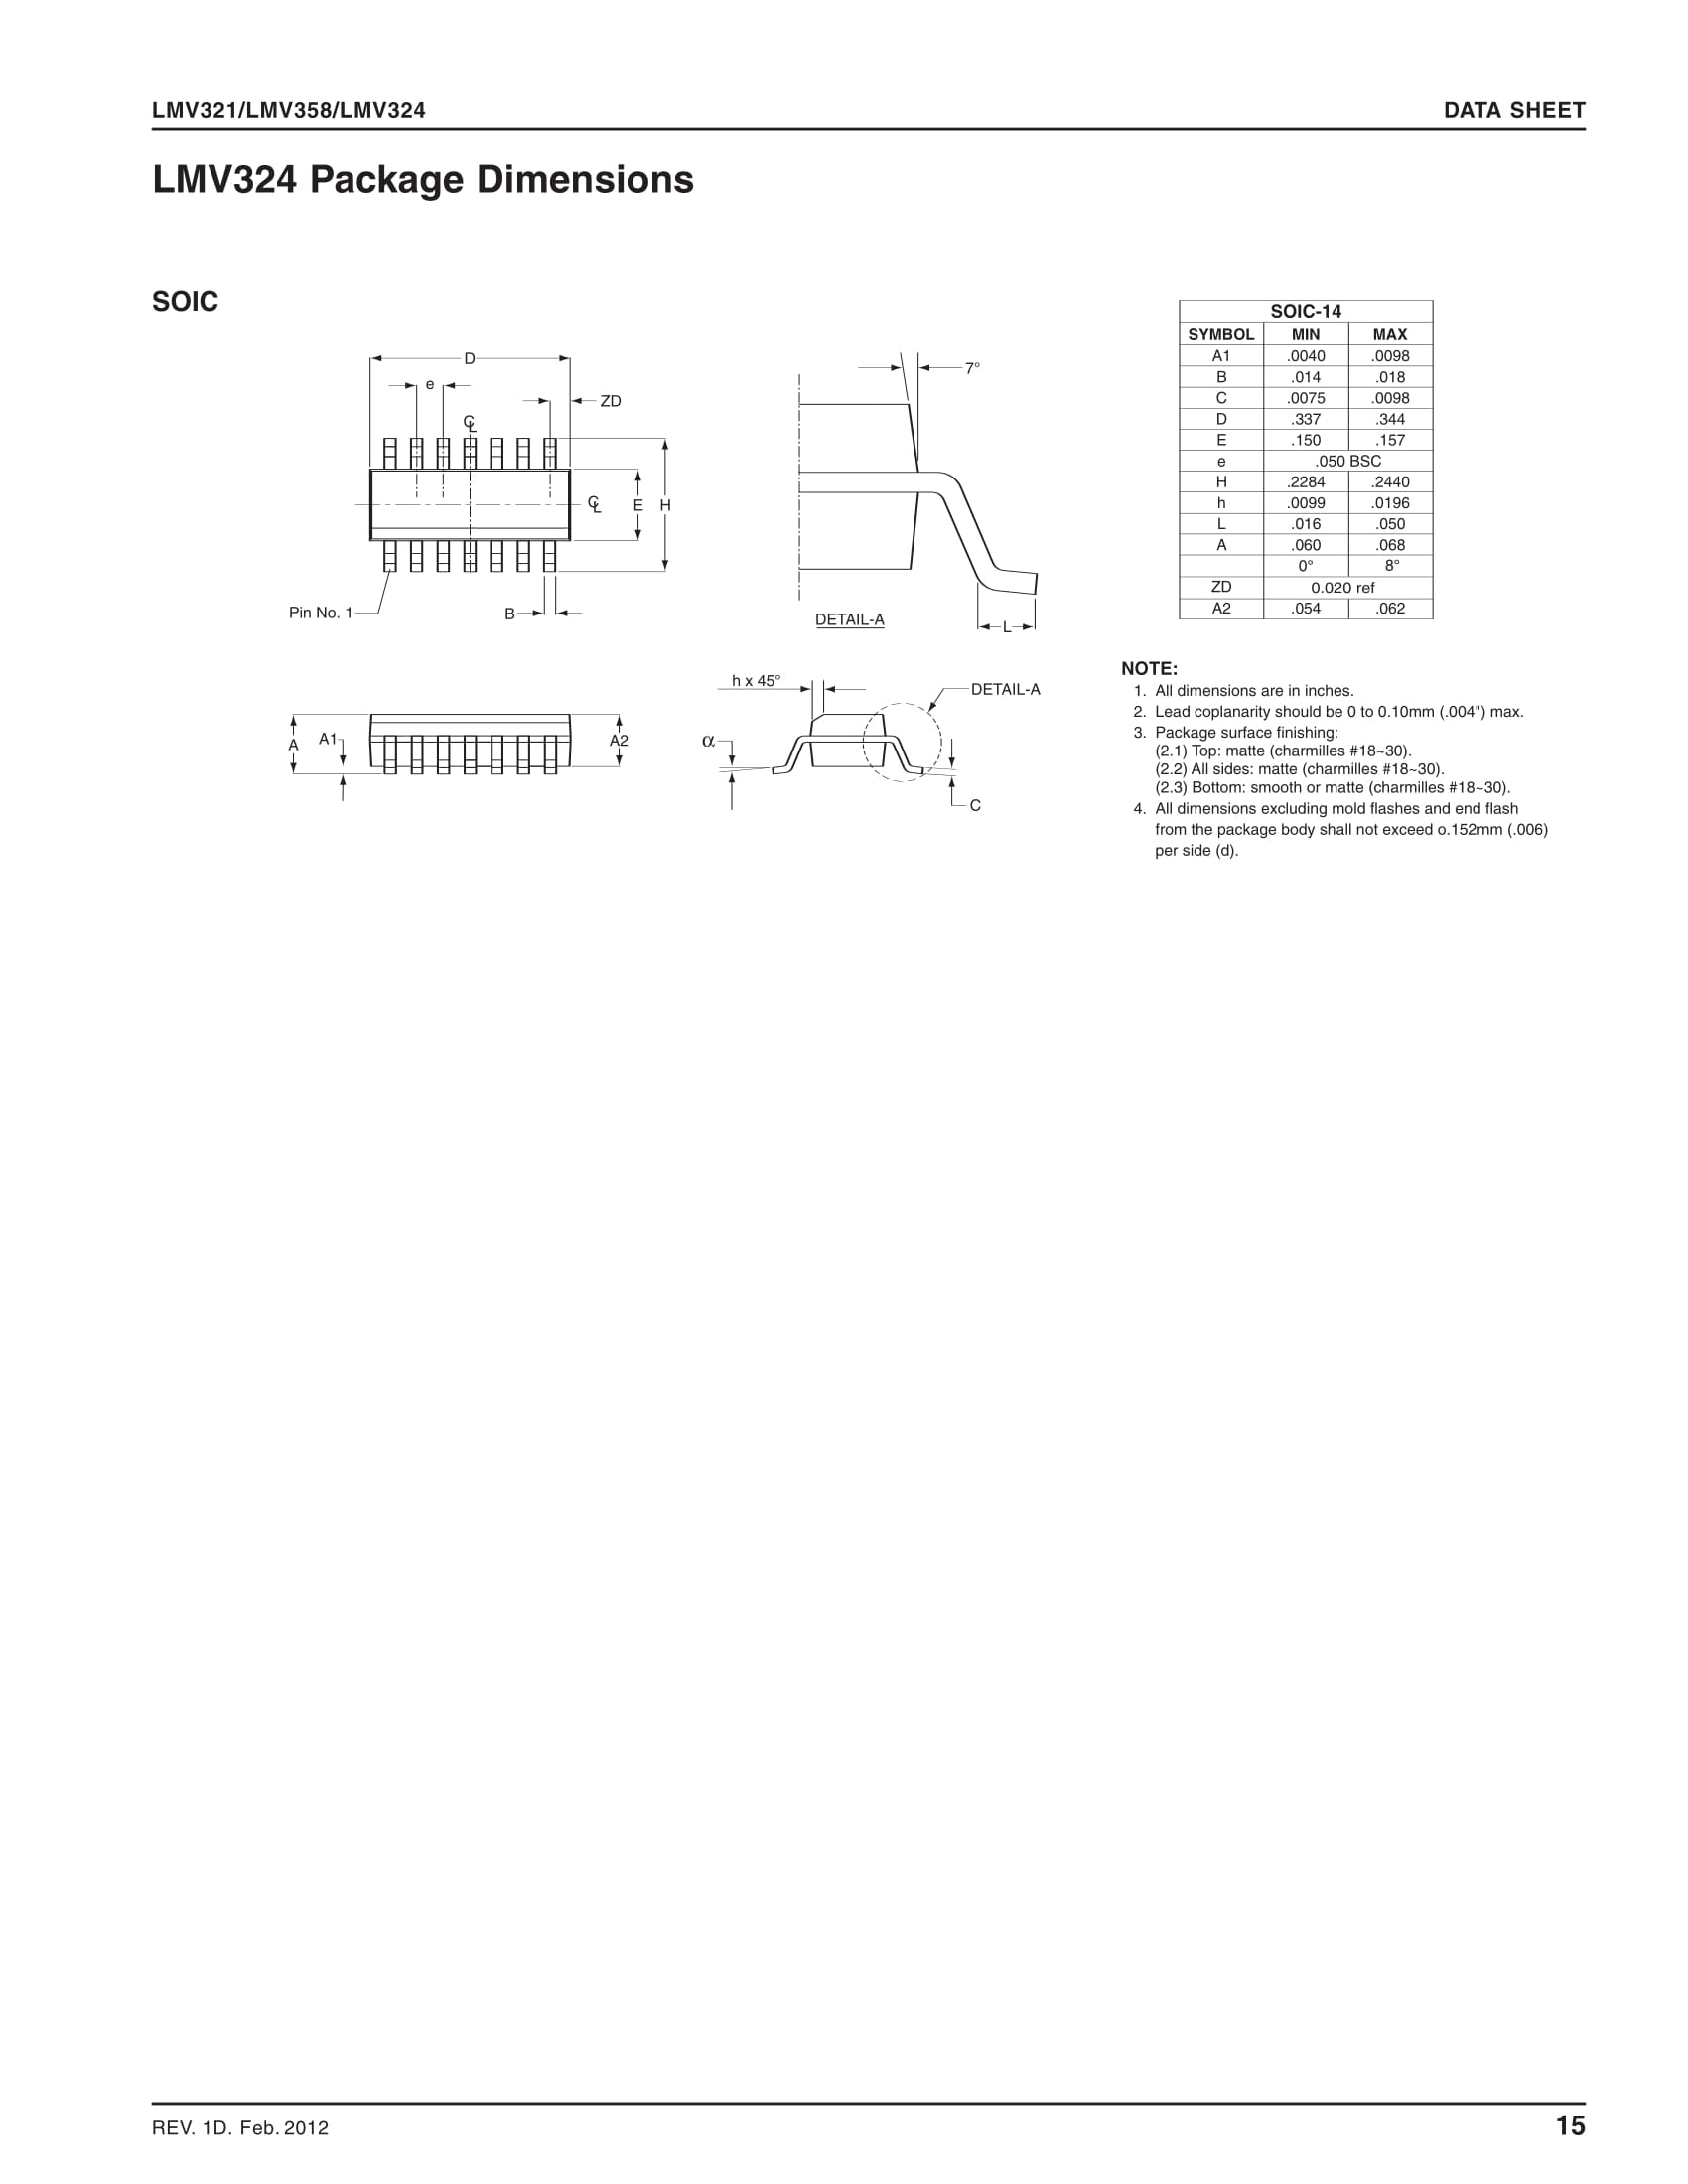 LMV321/LMV358/LMV324 DATA SHEET
LMV324 Package Dimensions
SOIC
D
e
ZD
℄
℄
E H
Pin No. 1
B
7°
DETAIL-A
L
h x 45°
DETAIL-A
A A1 A2
α
C
SOIC-14
SYMBOL MIN MAX
A1 .0040 .0098
B .014 .018
C .0075 .0098
D .337 .344
E .150 .157
e .050 BSC
H .2284 .2440
h .0099 .0196
L .016 .050
A .060 .068
0° 8°
ZD 0.020 ref
A2 .054 .062
NOTE:
1. All dimensions are in inches.
2. Lead coplanarity should be 0 to 0.10mm (.004") max.
3. Package surface finishing:
(2.1) Top: matte (charmilles #18~30).
(2.2) All sides: matte (charmilles #18~30).
(2.3) Bottom: smooth or matte (charmilles #18~30).
4. All dimensions excluding mold flashes and end flash
from the package body shall not exceed o.152mm (.006)
per side (d).
REV. 1D. Feb. 2012 15